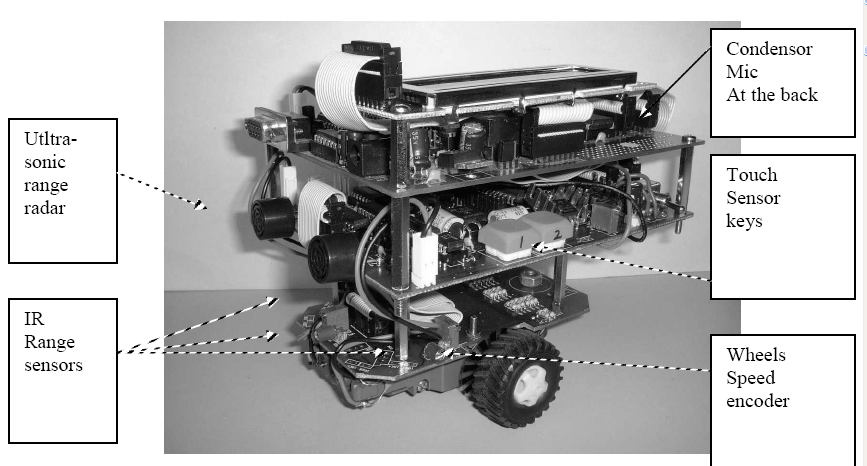 Utltra-
sonic
range
radar
IR
Range
sensors
Condensor
Mic
At the back
Touch
Sensor
keys
Wheels
Speed
encoder
1
2